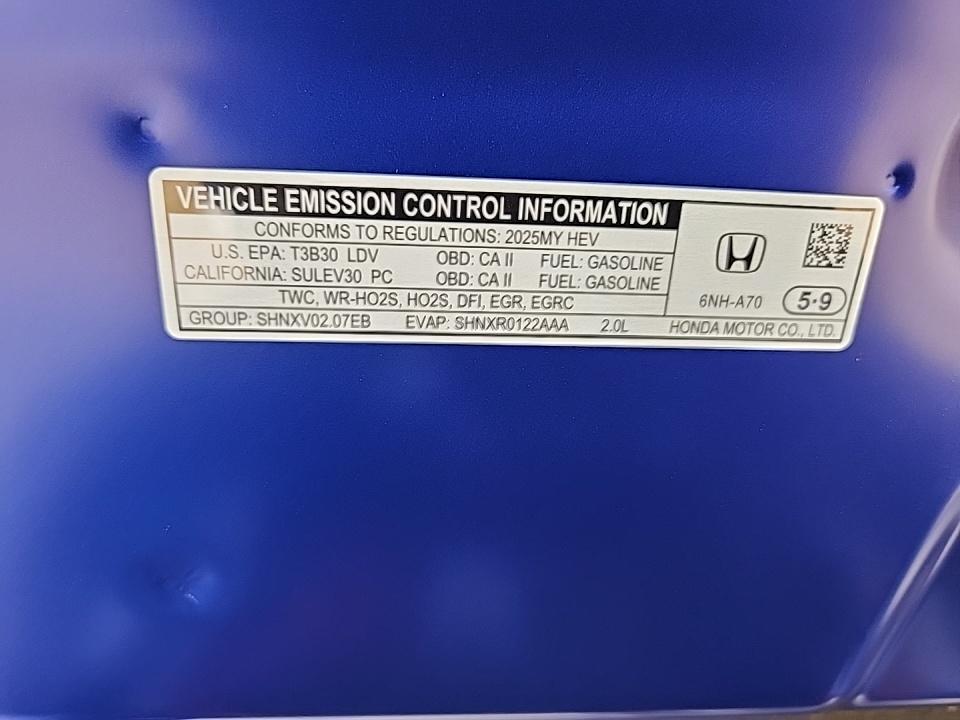 VEHICLE EMISSION CONTROL INFORMATION
CONFORMS TO REGULATIONS: 2025MY HEV
U.S. EPA: T3B30 LDV OBD: CA II FUEL: GASOLINE
CALIFORNIA: SULEV30 PC OBD: CA II FUEL: GASOLINE
TWC, WR-HO2S, HO2S, DFI, EGR, EGRC
GROUP: SHNXV02.07EB EVAP: SHNXR0122AAA 2.0L
6NH-A70 5·9
HONDA MOTOR CO., LTD.